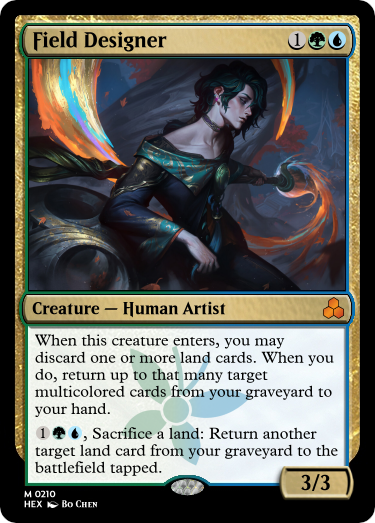 Field Designer 1
Creature — Human Artist
When this creature enters, you may
discard one or more land cards. When you
do, return up to that many target
multicolored cards from your graveyard to
your hand.
1, Sacrifice a land: Return another
target land card from your graveyard to the
battlefield tapped.
3/3
M 0210
HEX Bo Chen